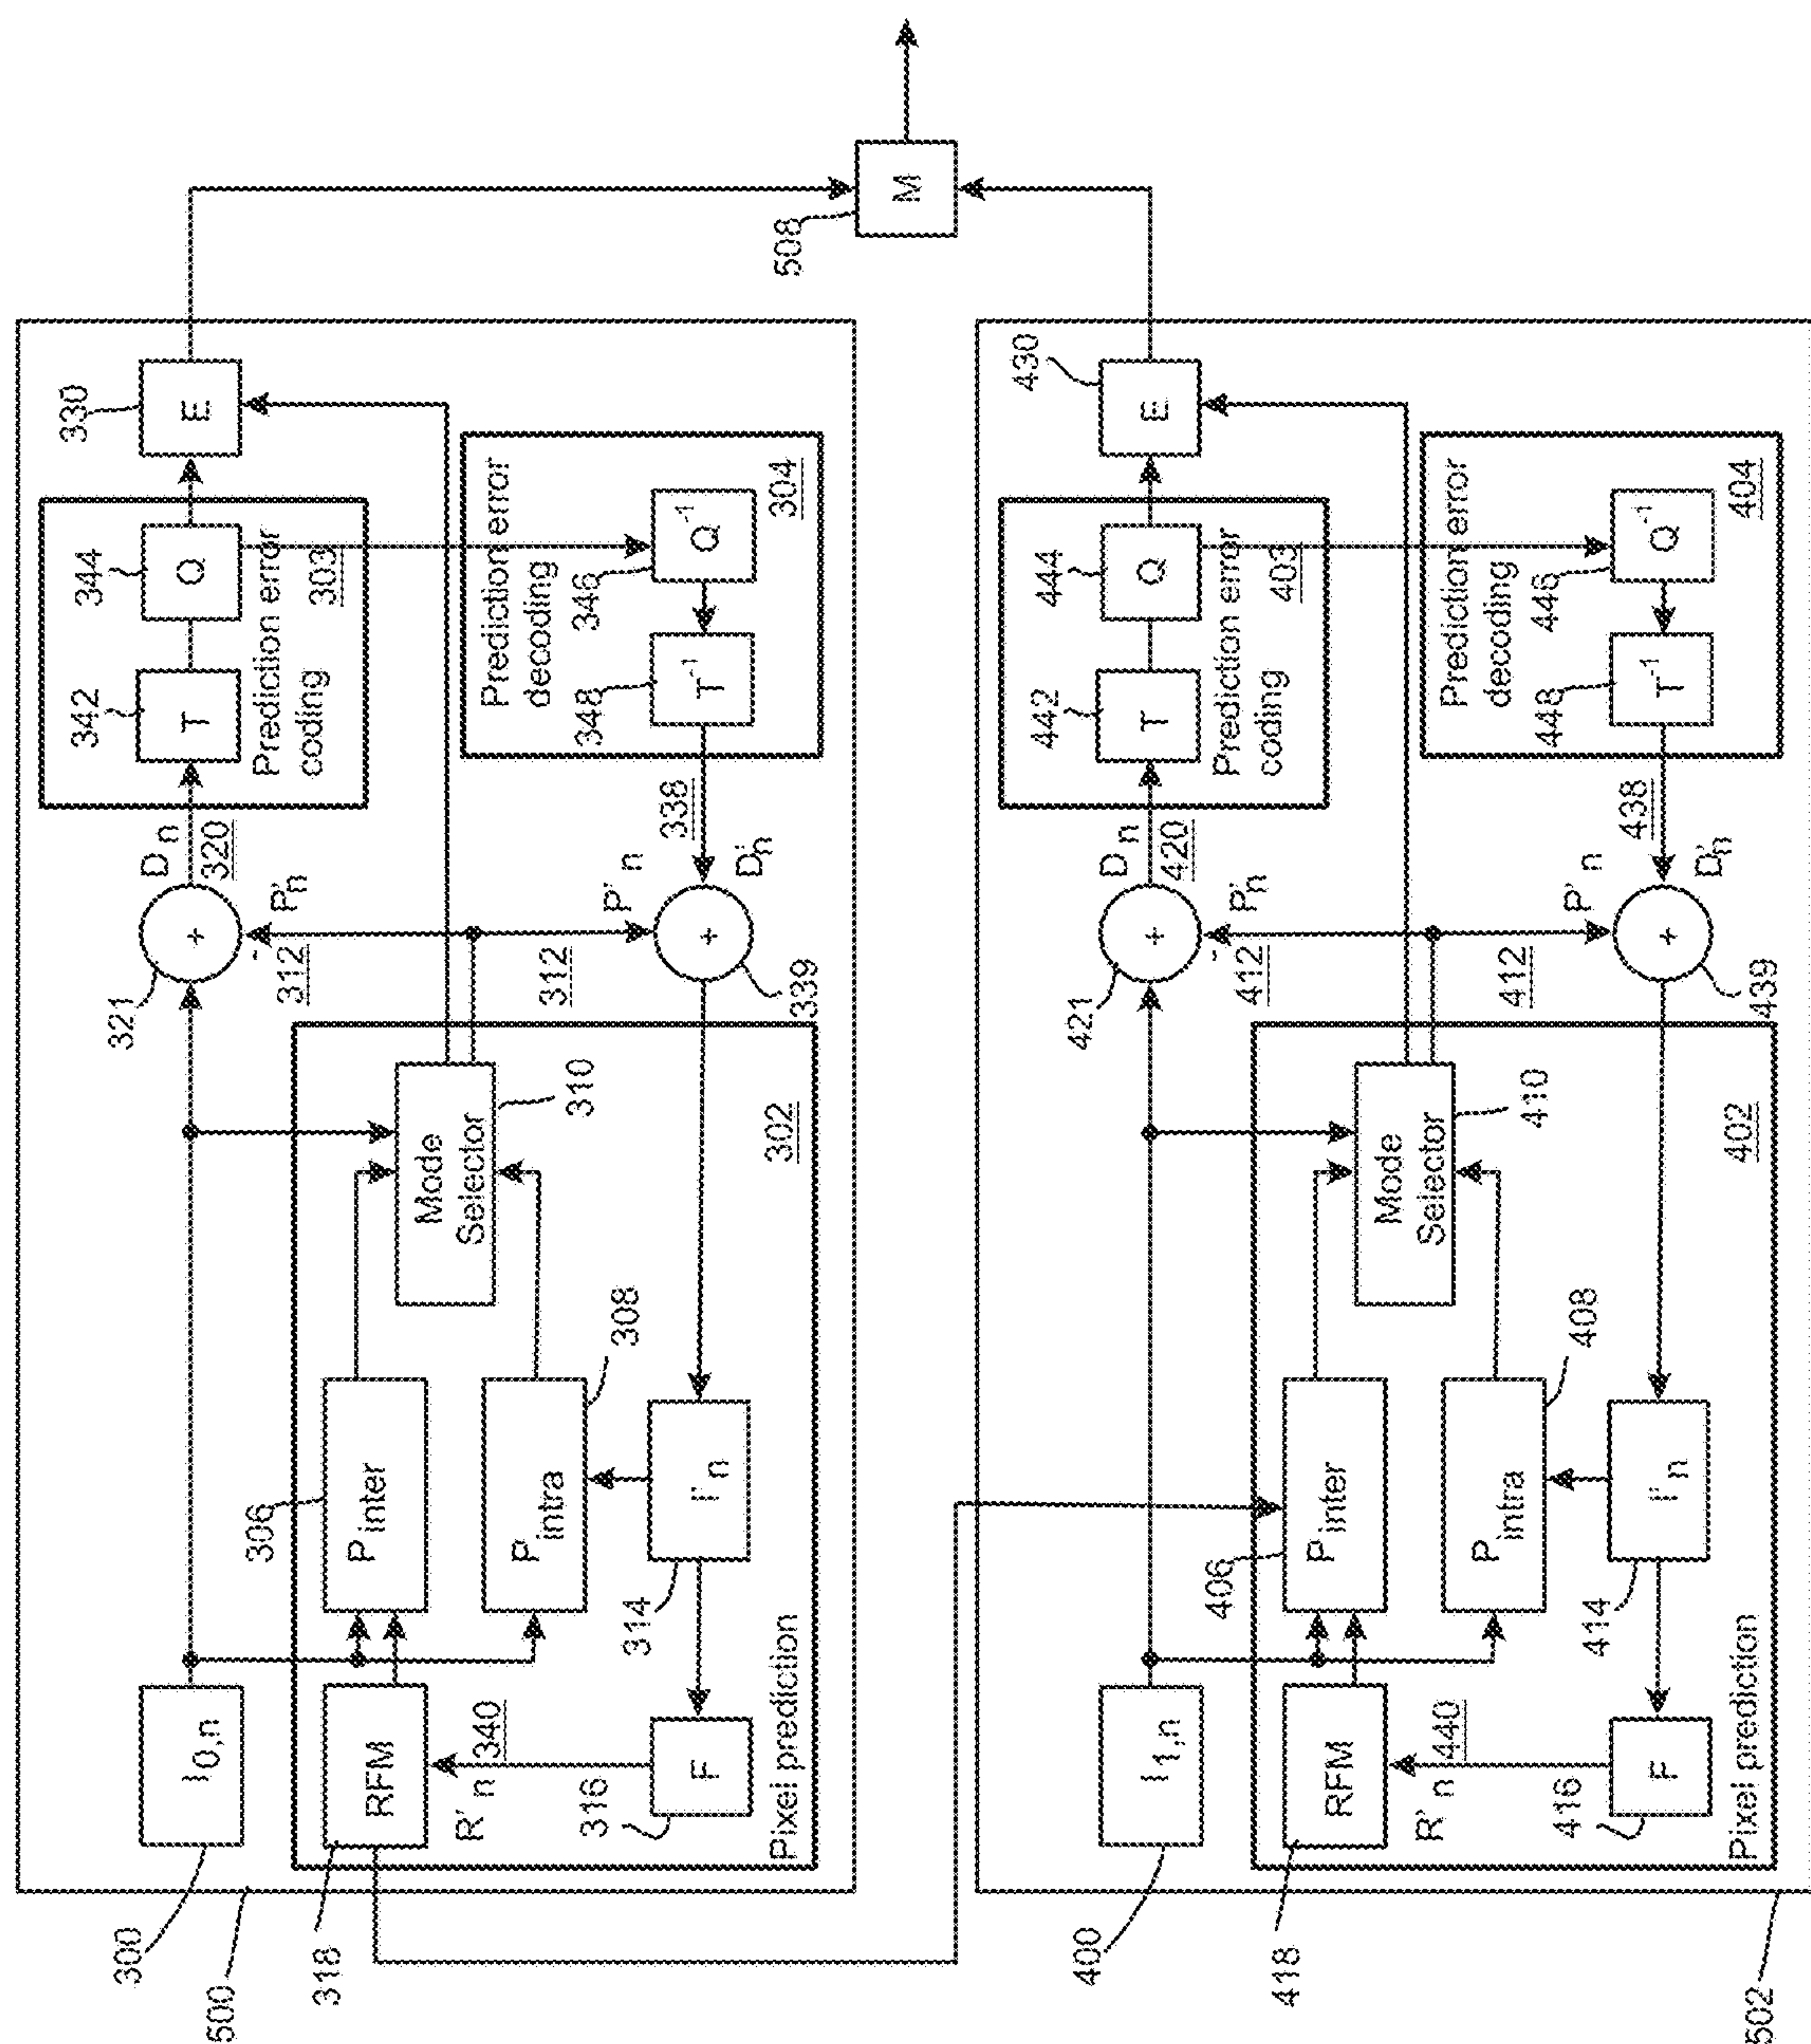 300
500
I0,n
321
+
Dn
320
P'n
-
312
342
T
344
Q
Prediction error
coding
303
330
E
318
RFM
306
Pinter
Mode
Selector
310
Pintra
308
R'n
340
316
F
314
I'n
Pixel prediction
302
312
P'n
+
339
D'n
338
Prediction error
decoding
346
Q-1
348
T-1
304
508
M
400
502
I1,n
421
+
Dn
420
P'n
-
412
442
T
444
Q
Prediction error
coding
403
430
E
418
RFM
406
Pinter
Mode
Selector
410
Pintra
408
R'n
440
416
F
414
I'n
Pixel prediction
402
412
P'n
+
439
D'n
438
Prediction error
decoding
446
Q-1
448
T-1
404